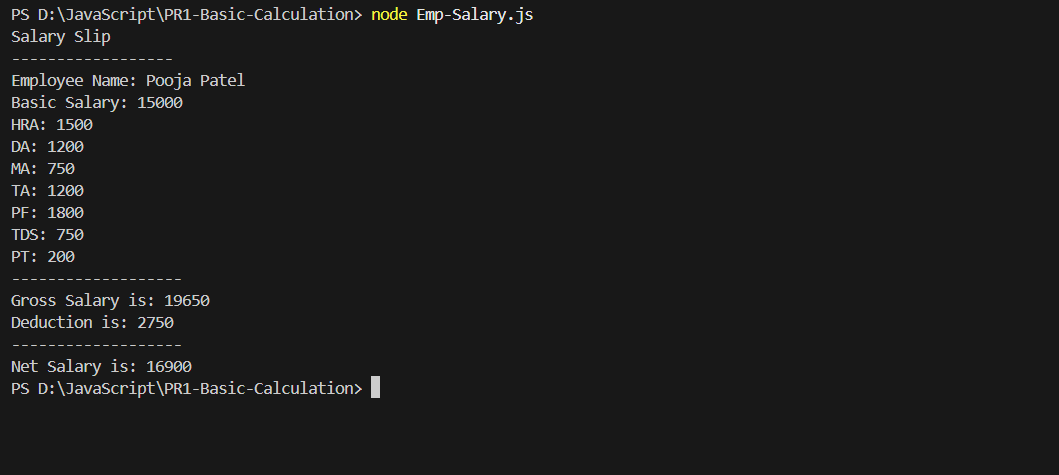 PS D:\JavaScript\PR1-Basic-Calculation> node Emp-Salary.js
Salary Slip
------------------
Employee Name: Pooja Patel
Basic Salary: 15000
HRA: 1500
DA: 1200
MA: 750
TA: 1200
PF: 1800
TDS: 750
PT: 200
-------------------
Gross Salary is: 19650
Deduction is: 2750
-------------------
Net Salary is: 16900
PS D:\JavaScript\PR1-Basic-Calculation>